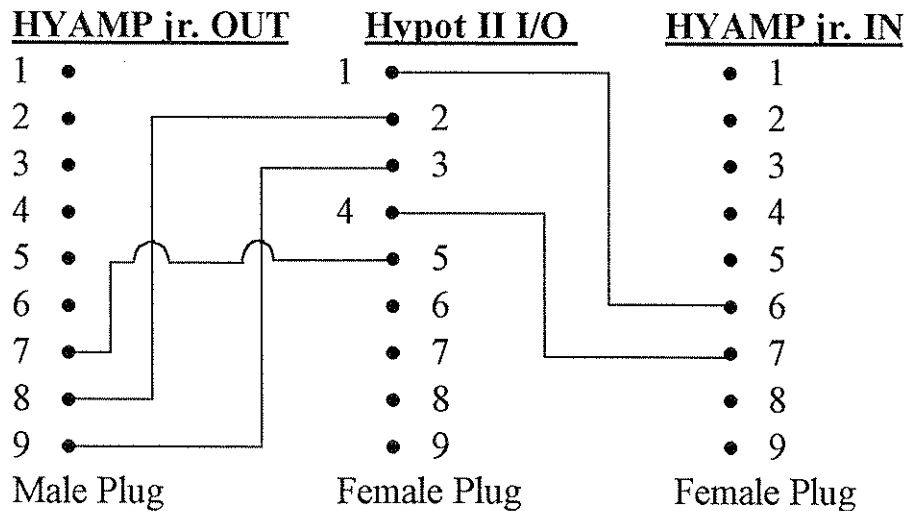 HYAMP jr. OUT Hypot II I/O HYAMP jr. IN
1 1 1
2 2 2
3 3 3
4 4 4
5 5 5
6 6 6
7 7 7
8 8 8
9 9 9
Male Plug Female Plug Female Plug